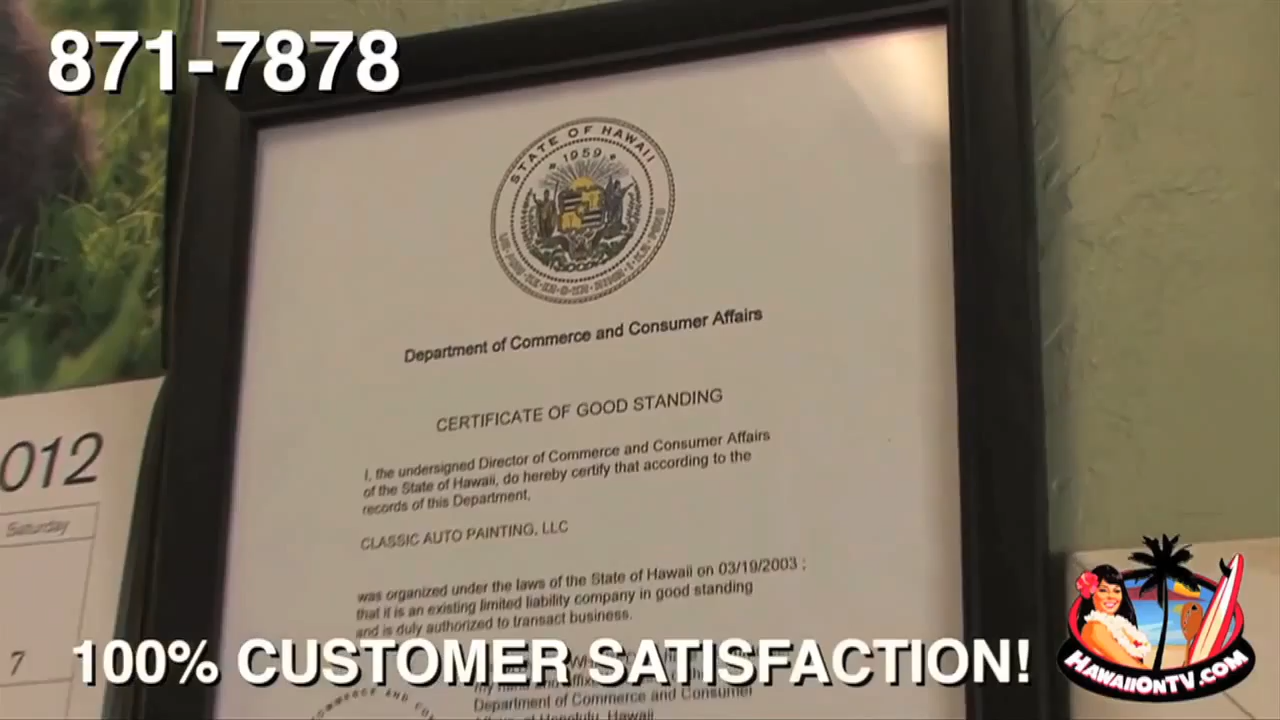 871-7878
STATE OF HAWAII
1959
Department of Commerce and Consumer Affairs
CERTIFICATE OF GOOD STANDING
I, the undersigned Director of Commerce and Consumer Affairs
of the State of Hawaii, do hereby certify that according to the
records of this Department,
CLASSIC AUTO PAINTING, LLC
was organized under the laws of the State of Hawaii on 03/19/2003 ;
that it is an existing limited liability company in good standing
and is duly authorized to transact business.
012
Saturday
7
100% CUSTOMER SATISFACTION!
Department of Commerce and Consumer
Honolulu, Hawaii
COMMERCE AND
HAWAIIONTV.COM